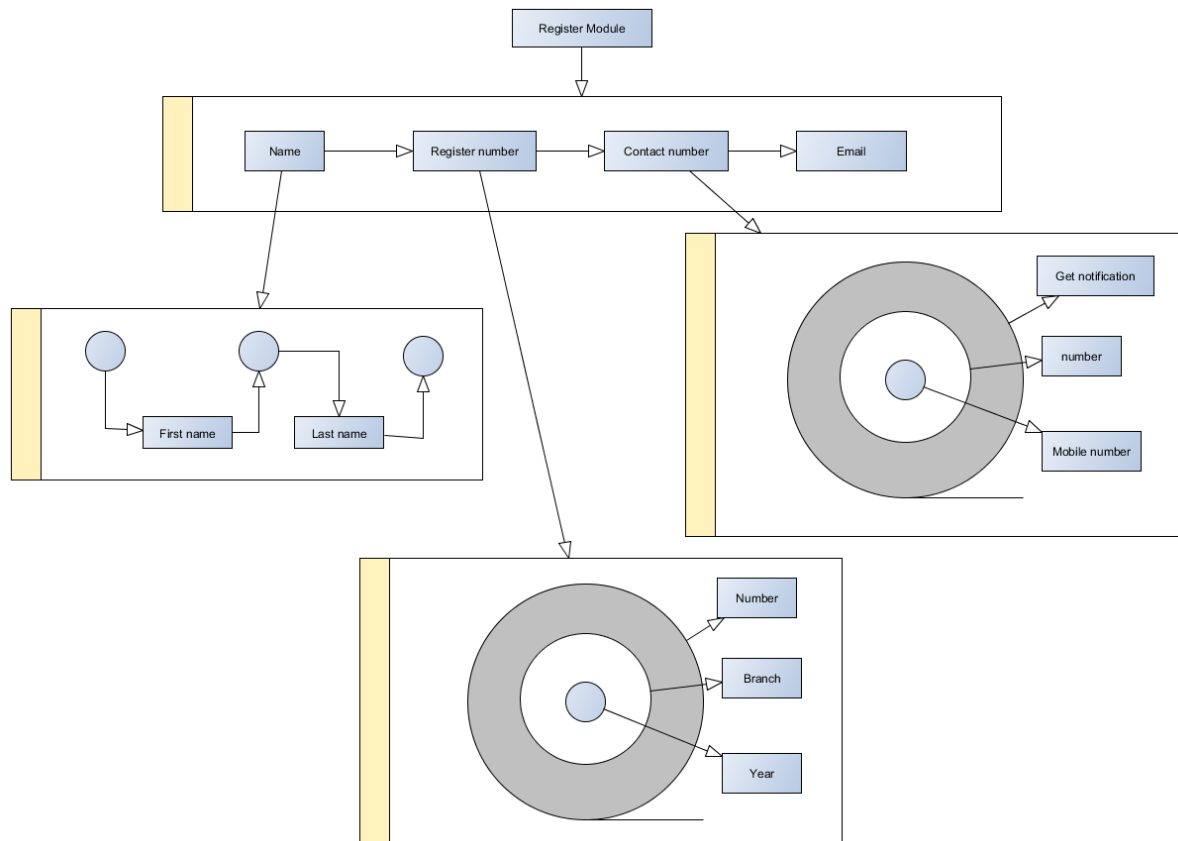 Register Module
Name
Register number
Contact number
Email
Get notification
number
Mobile number
First name
Last name
Number
Branch
Year